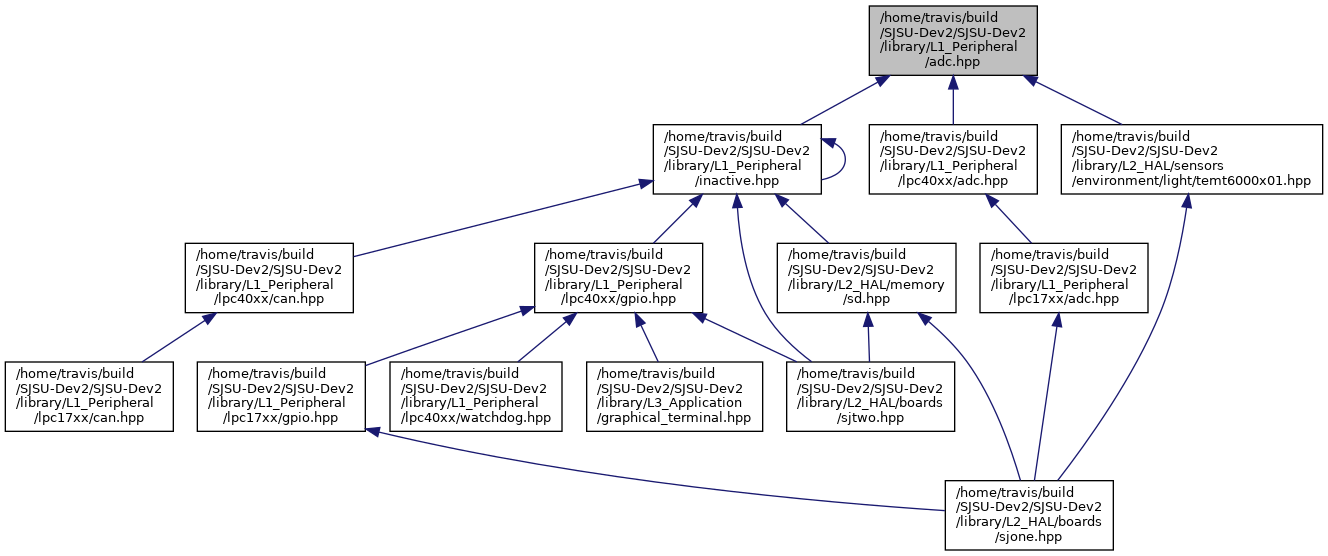 /home/travis/build
/SJSU-Dev2/SJSU-Dev2
/library/L1_Peripheral
/adc.hpp
/home/travis/build
/SJSU-Dev2/SJSU-Dev2
/library/L1_Peripheral
/inactive.hpp
/home/travis/build
/SJSU-Dev2/SJSU-Dev2
/library/L1_Peripheral
/lpc40xx/adc.hpp
/home/travis/build
/SJSU-Dev2/SJSU-Dev2
/library/L2_HAL/sensors
/environment/light/temt6000x01.hpp
/home/travis/build
/SJSU-Dev2/SJSU-Dev2
/library/L1_Peripheral
/lpc40xx/can.hpp
/home/travis/build
/SJSU-Dev2/SJSU-Dev2
/library/L1_Peripheral
/lpc40xx/gpio.hpp
/home/travis/build
/SJSU-Dev2/SJSU-Dev2
/library/L2_HAL/memory
/sd.hpp
/home/travis/build
/SJSU-Dev2/SJSU-Dev2
/library/L1_Peripheral
/lpc17xx/adc.hpp
/home/travis/build
/SJSU-Dev2/SJSU-Dev2
/library/L1_Peripheral
/lpc17xx/can.hpp
/home/travis/build
/SJSU-Dev2/SJSU-Dev2
/library/L1_Peripheral
/lpc17xx/gpio.hpp
/home/travis/build
/SJSU-Dev2/SJSU-Dev2
/library/L1_Peripheral
/lpc40xx/watchdog.hpp
/home/travis/build
/SJSU-Dev2/SJSU-Dev2
/library/L3_Application
/graphical_terminal.hpp
/home/travis/build
/SJSU-Dev2/SJSU-Dev2
/library/L2_HAL/boards
/sjtwo.hpp
/home/travis/build
/SJSU-Dev2/SJSU-Dev2
/library/L2_HAL/boards
/sjone.hpp